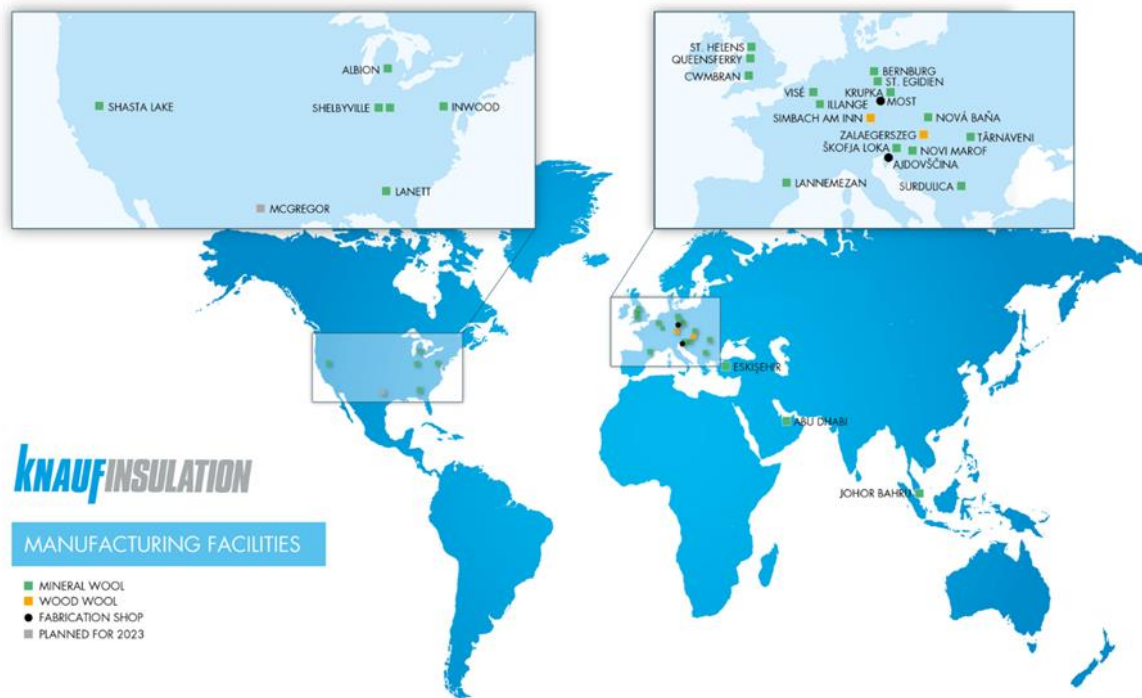 ALBION
SHASTA LAKE
SHELBYVILLE
INWOOD
LANETT
MCGREGOR
ST. HELENS
QUEENSFERRY
CWMBRAN
BERNBURG
ST. EGIDIEN
VISÉ
KRUPKA
MOST
ILLANGE
SIMBACH AM INN
NOVÁ BAŇA
ZALAEGERSZEG
TÂRNĂVENI
ŠKOFJA LOKA
NOVI MAROF
AJDOVŠČINA
LANNEMEZAN
SURDULICA
ESKIŞEHIR
ABU DHABI
JOHOR BAHRU
KNAUFINSULATION
MANUFACTURING FACILITIES
MINERAL WOOL
WOOD WOOL
FABRICATION SHOP
PLANNED FOR 2023